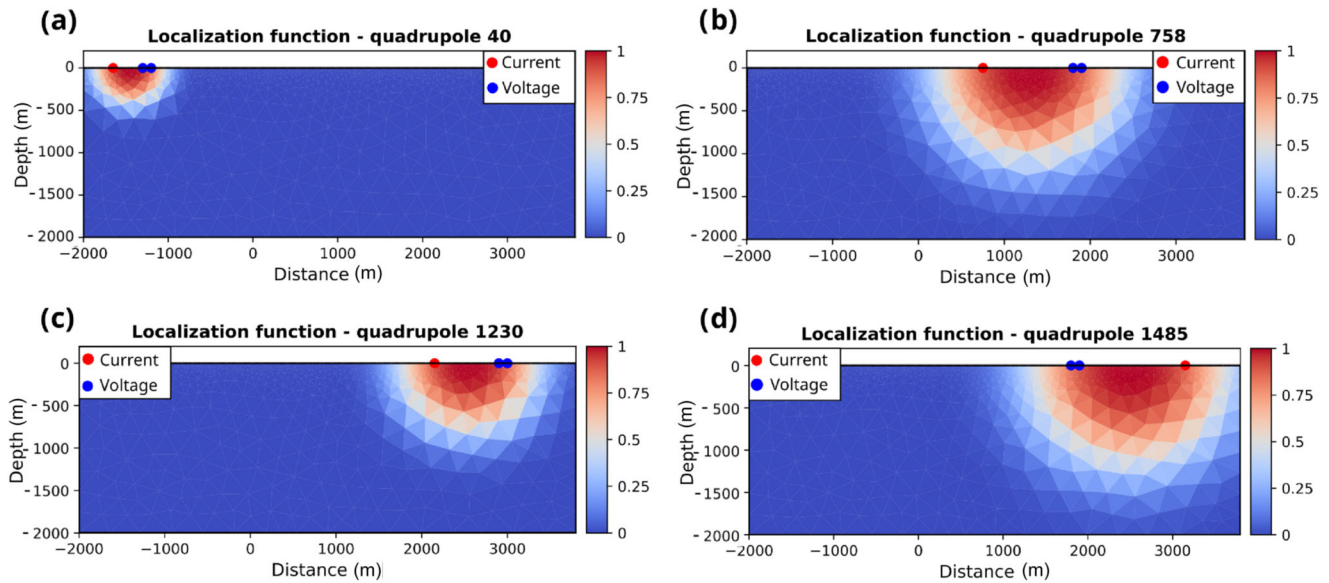 (a)
Localization function - quadrupole 40
Current
Voltage
0
-500
-1000
-1500
-2000
Depth (m)
−2000 −1000 0 1000 2000 3000
Distance (m)
1
0.75
0.5
0.25
0
(b)
Localization function - quadrupole 758
Current
Voltage
0
-500
-1000
-1500
-2000
Depth (m)
−2000 −1000 0 1000 2000 3000
Distance (m)
1
0.75
0.5
0.25
0
(c)
Localization function - quadrupole 1230
Current
Voltage
0
-500
-1000
-1500
-2000
Depth (m)
−2000 −1000 0 1000 2000 3000
Distance (m)
1
0.75
0.5
0.25
0
(d)
Localization function - quadrupole 1485
Current
Voltage
0
-500
-1000
-1500
-2000
Depth (m)
−2000 −1000 0 1000 2000 3000
Distance (m)
1
0.75
0.5
0.25
0